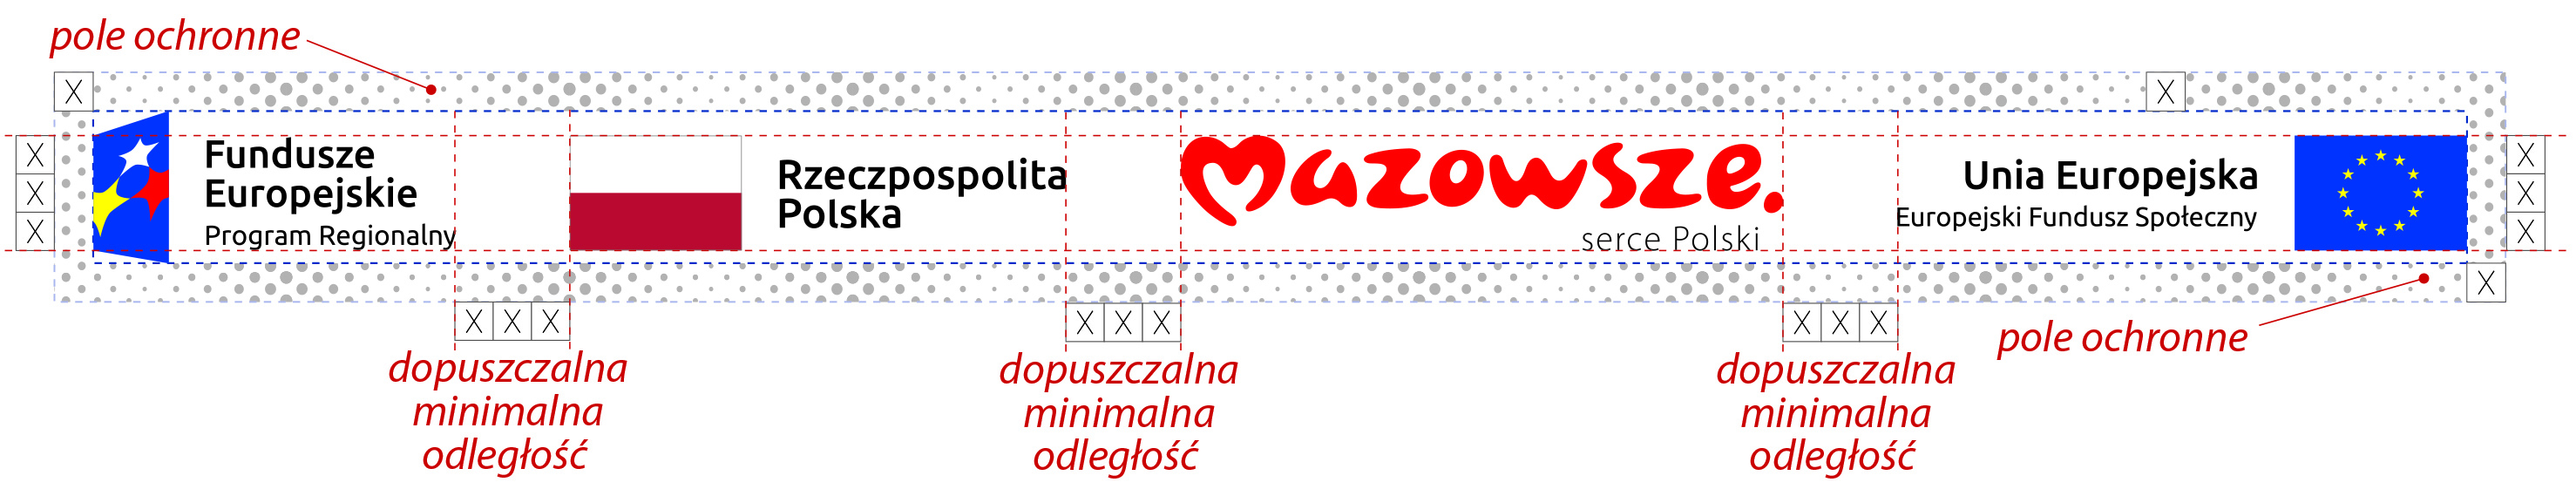 pole ochronne
X
X
X
X
X
X
X
X
Fundusze
Europejskie
Program Regionalny
Rzeczpospolita
Polska
mazowsze.
serce Polski
Unia Europejska
Europejski Fundusz Społeczny
X
X X X
X X X
X X X
pole ochronne
dopuszczalna
minimalna
odległość
dopuszczalna
minimalna
odległość
dopuszczalna
minimalna
odległość